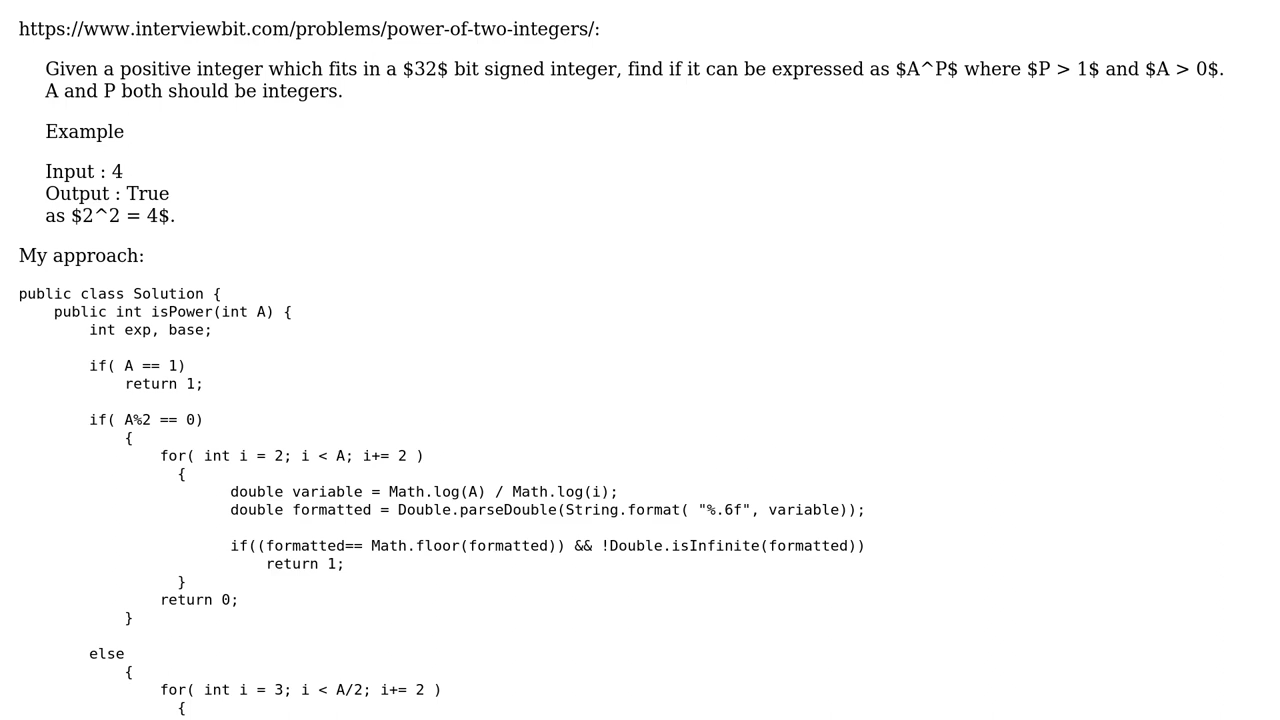 https://www.interviewbit.com/problems/power-of-two-integers/:
Given a positive integer which fits in a $32$ bit signed integer, find if it can be expressed as $A^P$ where $P > 1$ and $A > 0$.
A and P both should be integers.
Example
Input : 4
Output : True
as $2^2 = 4$.
My approach:
public class Solution {
    public int isPower(int A) {
        int exp, base;

        if( A == 1)
            return 1;

        if( A%2 == 0)
            {
                for( int i = 2; i < A; i+= 2 )
                  {
                        double variable = Math.log(A) / Math.log(i);
                        double formatted = Double.parseDouble(String.format( "%.6f", variable));

                        if((formatted== Math.floor(formatted)) && !Double.isInfinite(formatted))
                            return 1;
                  }
                return 0;
            }

        else
            {
                for( int i = 3; i < A/2; i+= 2 )
                  {